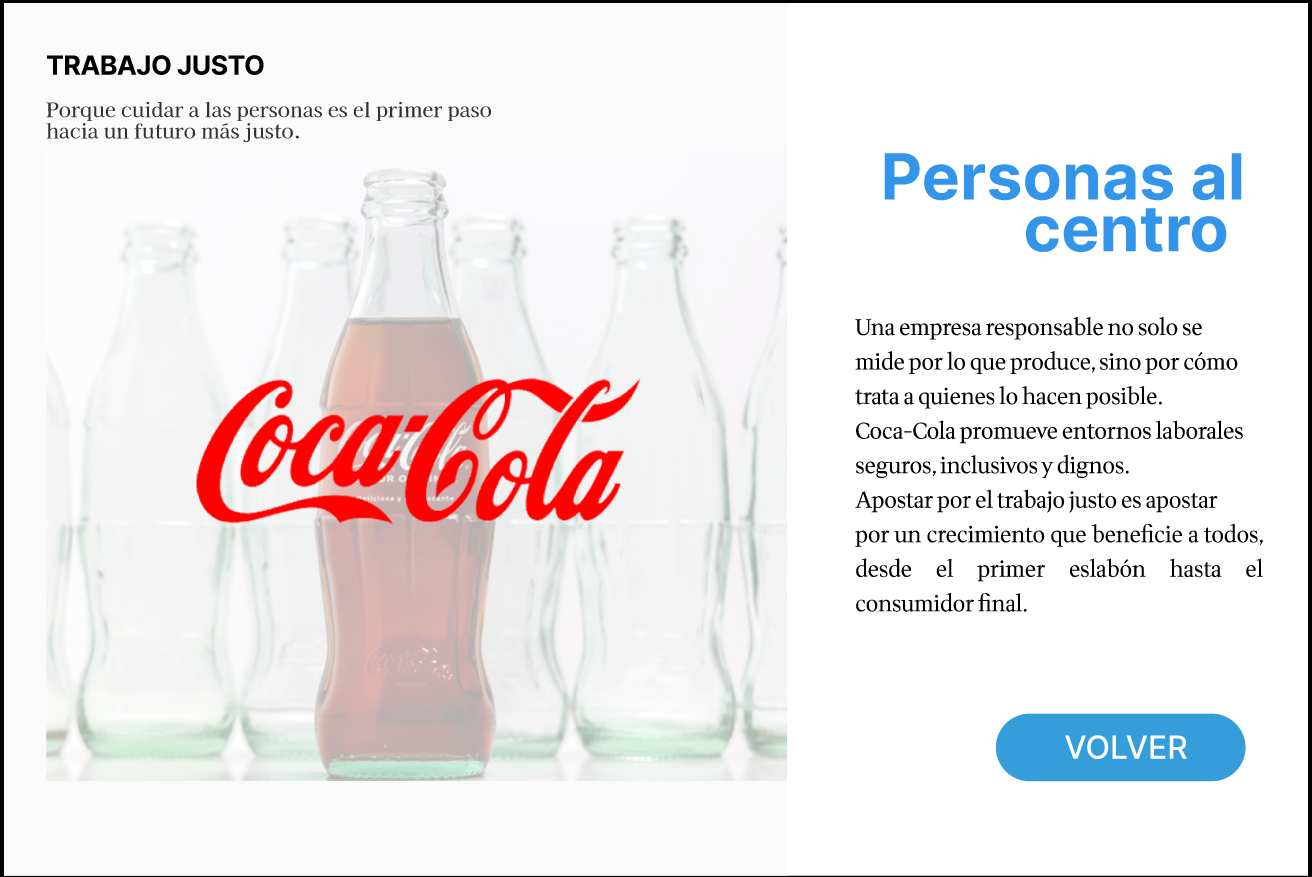 TRABAJO JUSTO
Porque cuidar a las personas es el primer paso
hacia un futuro más justo.
Coca-Cola
Personas al
centro
Una empresa responsable no solo se
mide por lo que produce, sino por cómo
trata a quienes lo hacen posible.
Coca-Cola promueve entornos laborales
seguros, inclusivos y dignos.
Apostar por el trabajo justo es apostar
por un crecimiento que beneficie a todos,
desde el primer eslabón hasta el
consumidor final.
VOLVER